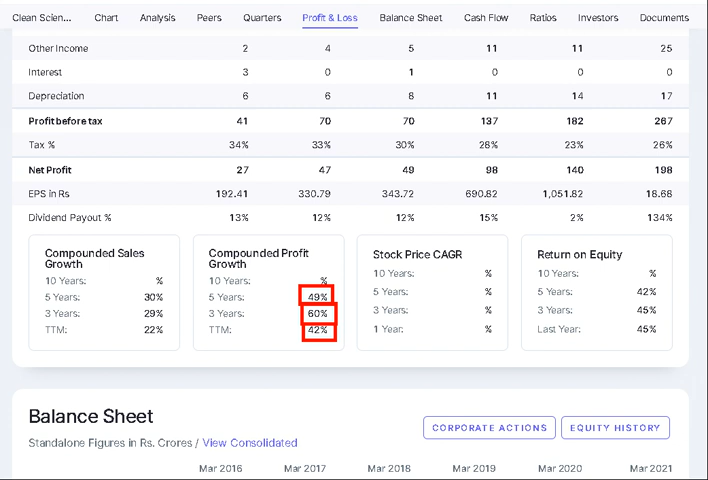 Clean Scien... Chart Analysis Peers Quarters Profit & Loss Balance Sheet Cash Flow Ratios Investors Documents
Other Income 2 4 5 11 11 25
Interest 3 0 1 0 0 0
Depreciation 6 6 8 11 14 17
Profit before tax 41 70 70 137 182 267
Tax % 34% 33% 30% 28% 23% 26%
Net Profit 27 47 49 98 140 198
EPS in Rs 192.41 330.79 343.72 690.82 1,051.82 18.68
Dividend Payout % 13% 12% 12% 15% 2% 134%
Compounded Sales Growth
10 Years: %
5 Years: 30%
3 Years: 29%
TTM: 22%
Compounded Profit Growth
10 Years: %
5 Years: 49%
3 Years: 60%
TTM: 42%
Stock Price CAGR
10 Years: %
5 Years: %
3 Years: %
1 Year: %
Return on Equity
10 Years: %
5 Years: 42%
3 Years: 45%
Last Year: 45%
Balance Sheet
CORPORATE ACTIONS EQUITY HISTORY
Standalone Figures in Rs. Crores / View Consolidated
Mar 2016 Mar 2017 Mar 2018 Mar 2019 Mar 2020 Mar 2021